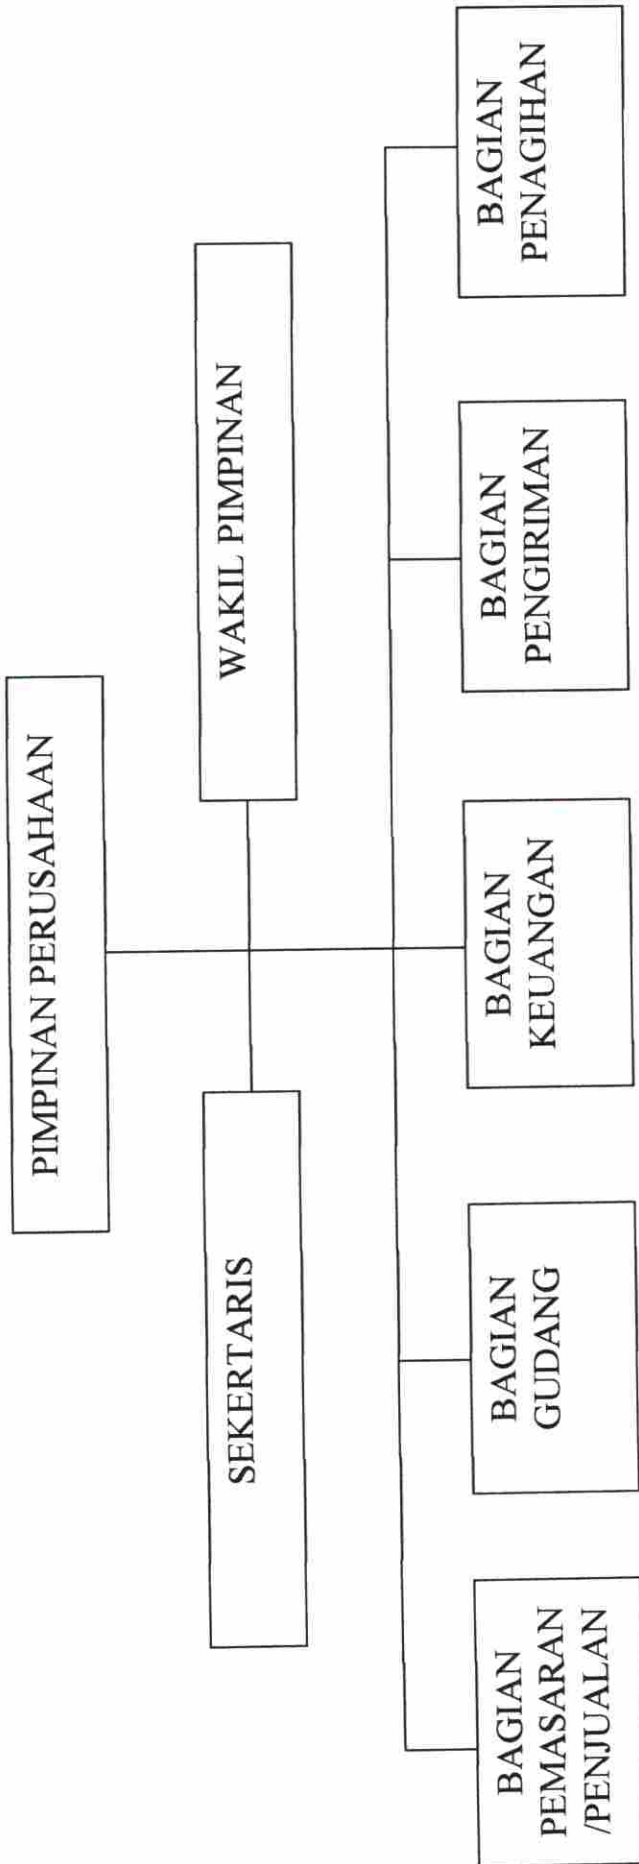 PIMPINAN PERUSAHAAN
SEKERTARIS
WAKIL PIMPINAN
BAGIAN
PEMASARAN
/PENJUALAN
BAGIAN
GUDANG
BAGIAN
KEUANGAN
BAGIAN
PENGIRIMAN
BAGIAN
PENAGIHAN